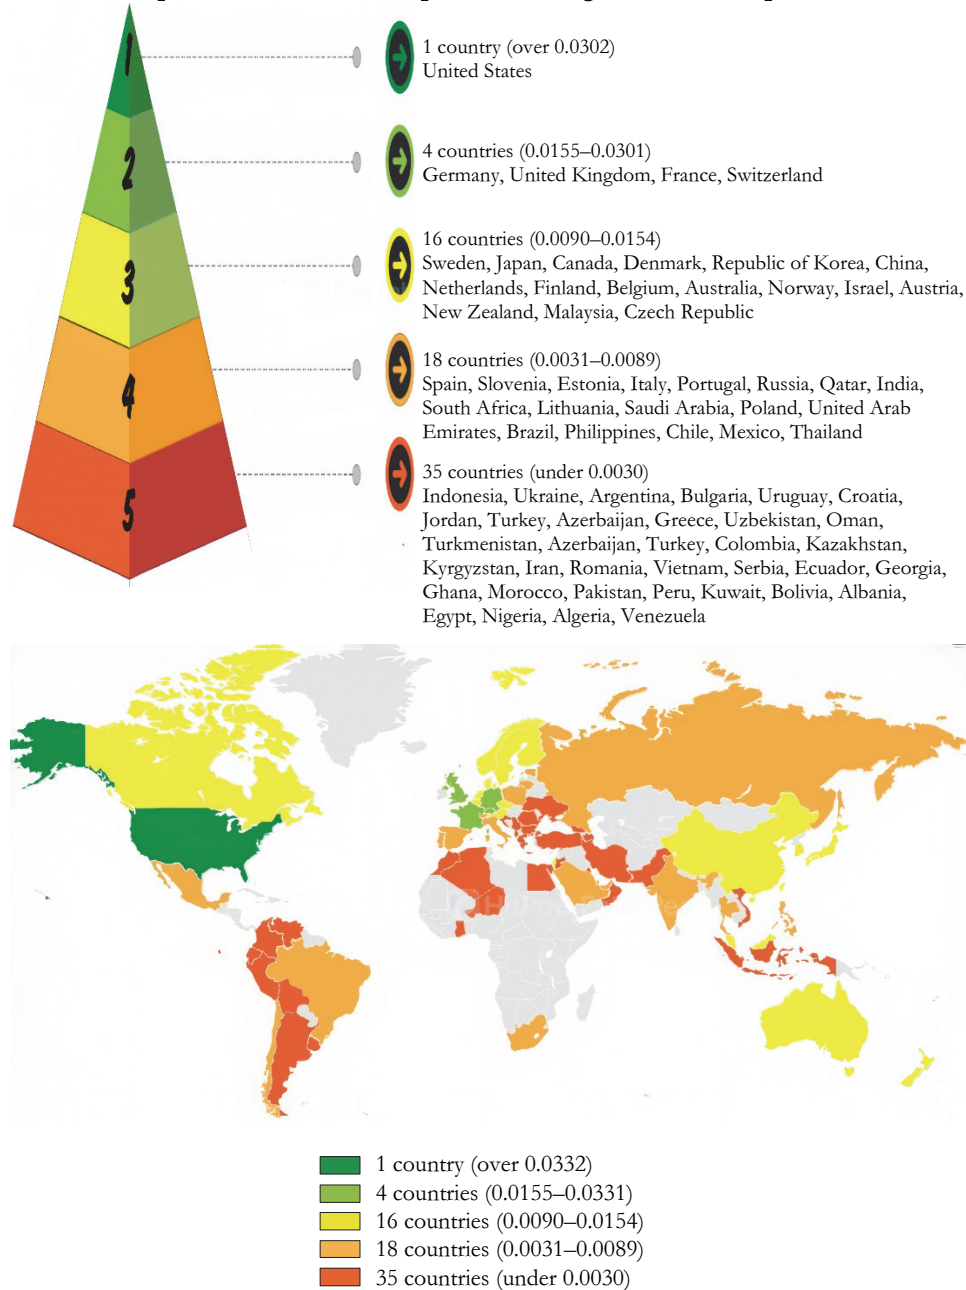 1
1 country (over 0.0302)
United States
2
4 countries (0.0155–0.0301)
Germany, United Kingdom, France, Switzerland
3
16 countries (0.0090–0.0154)
Sweden, Japan, Canada, Denmark, Republic of Korea, China,
Netherlands, Finland, Belgium, Australia, Norway, Israel, Austria,
New Zealand, Malaysia, Czech Republic
4
18 countries (0.0031–0.0089)
Spain, Slovenia, Estonia, Italy, Portugal, Russia, Qatar, India,
South Africa, Lithuania, Saudi Arabia, Poland, United Arab
Emirates, Brazil, Philippines, Chile, Mexico, Thailand
5
35 countries (under 0.0030)
Indonesia, Ukraine, Argentina, Bulgaria, Uruguay, Croatia,
Jordan, Turkey, Azerbaijan, Greece, Uzbekistan, Oman,
Turkmenistan, Azerbaijan, Turkey, Colombia, Kazakhstan,
Kyrgyzstan, Iran, Romania, Vietnam, Serbia, Ecuador, Georgia,
Ghana, Morocco, Pakistan, Peru, Kuwait, Bolivia, Albania,
Egypt, Nigeria, Algeria, Venezuela
1 country (over 0.0332)
4 countries (0.0155–0.0331)
16 countries (0.0090–0.0154)
18 countries (0.0031–0.0089)
35 countries (under 0.0030)